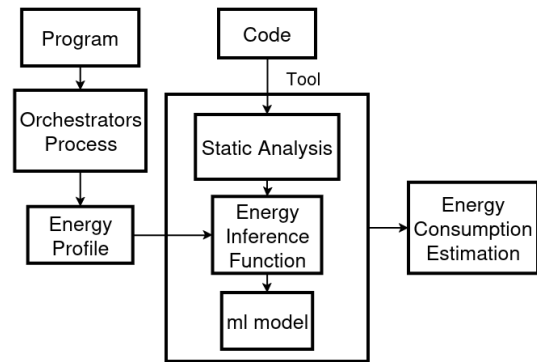 Program
Code
Tool
Orchestrators
Process
Static Analysis
Energy
Profile
Energy
Inference
Function
Energy
Consumption
Estimation
ml model